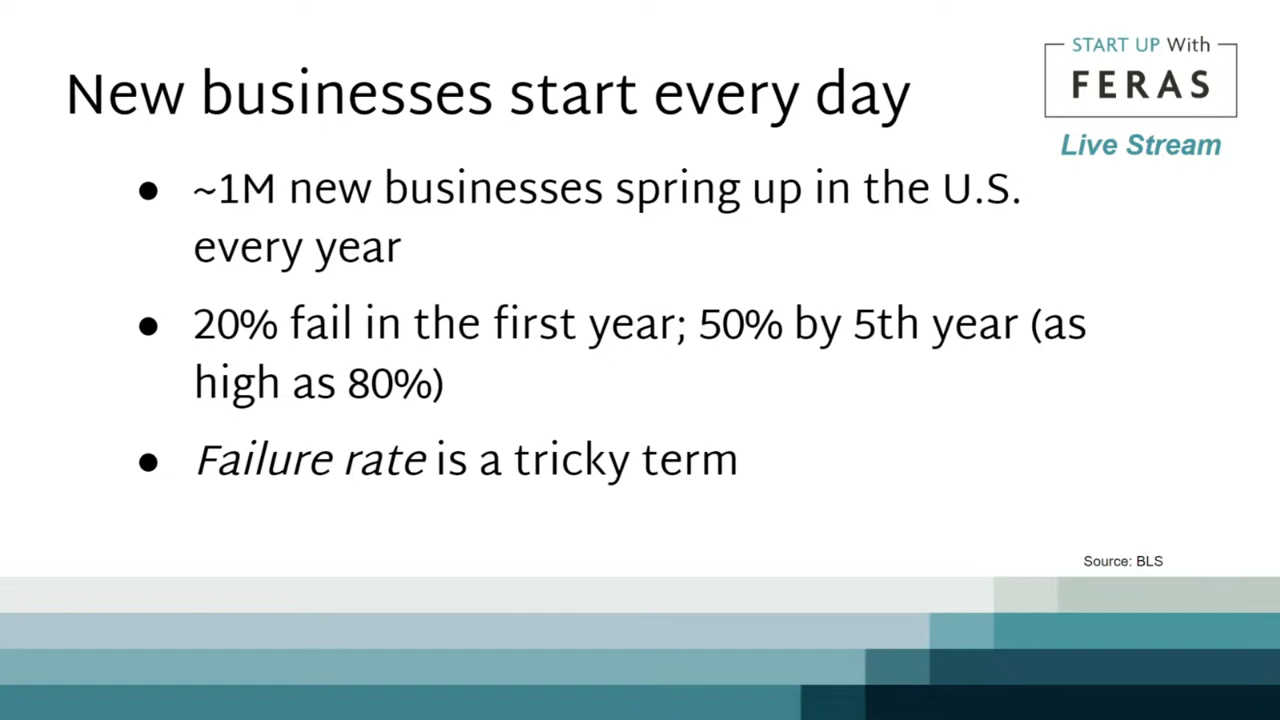 START UP With
FERAS
Live Stream
New businesses start every day
● ~1M new businesses spring up in the U.S.
every year
● 20% fail in the first year; 50% by 5th year (as
high as 80%)
● Failure rate is a tricky term
Source: BLS